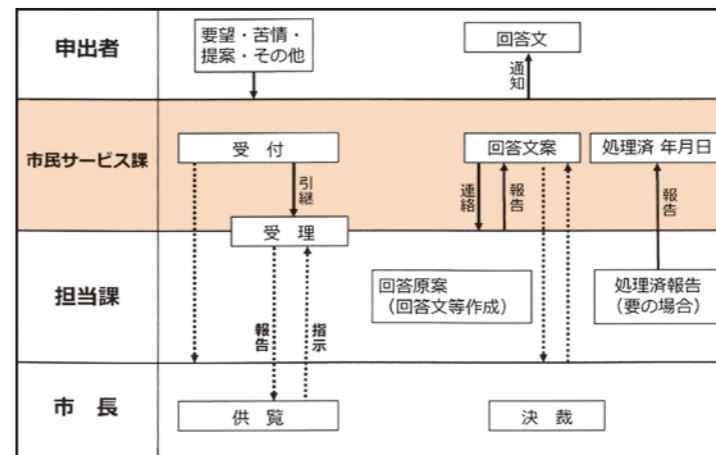 申出者
要望・苦情・
提案・その他
回答文
通知
市民サービス課
受 付
回答文案
処理済 年月日
引継
連絡
報告
報告
受 理
担当課
回答原案
（回答文等作成）
処理済報告
（要の場合）
報告
指示
市 長
供 覧
決 裁